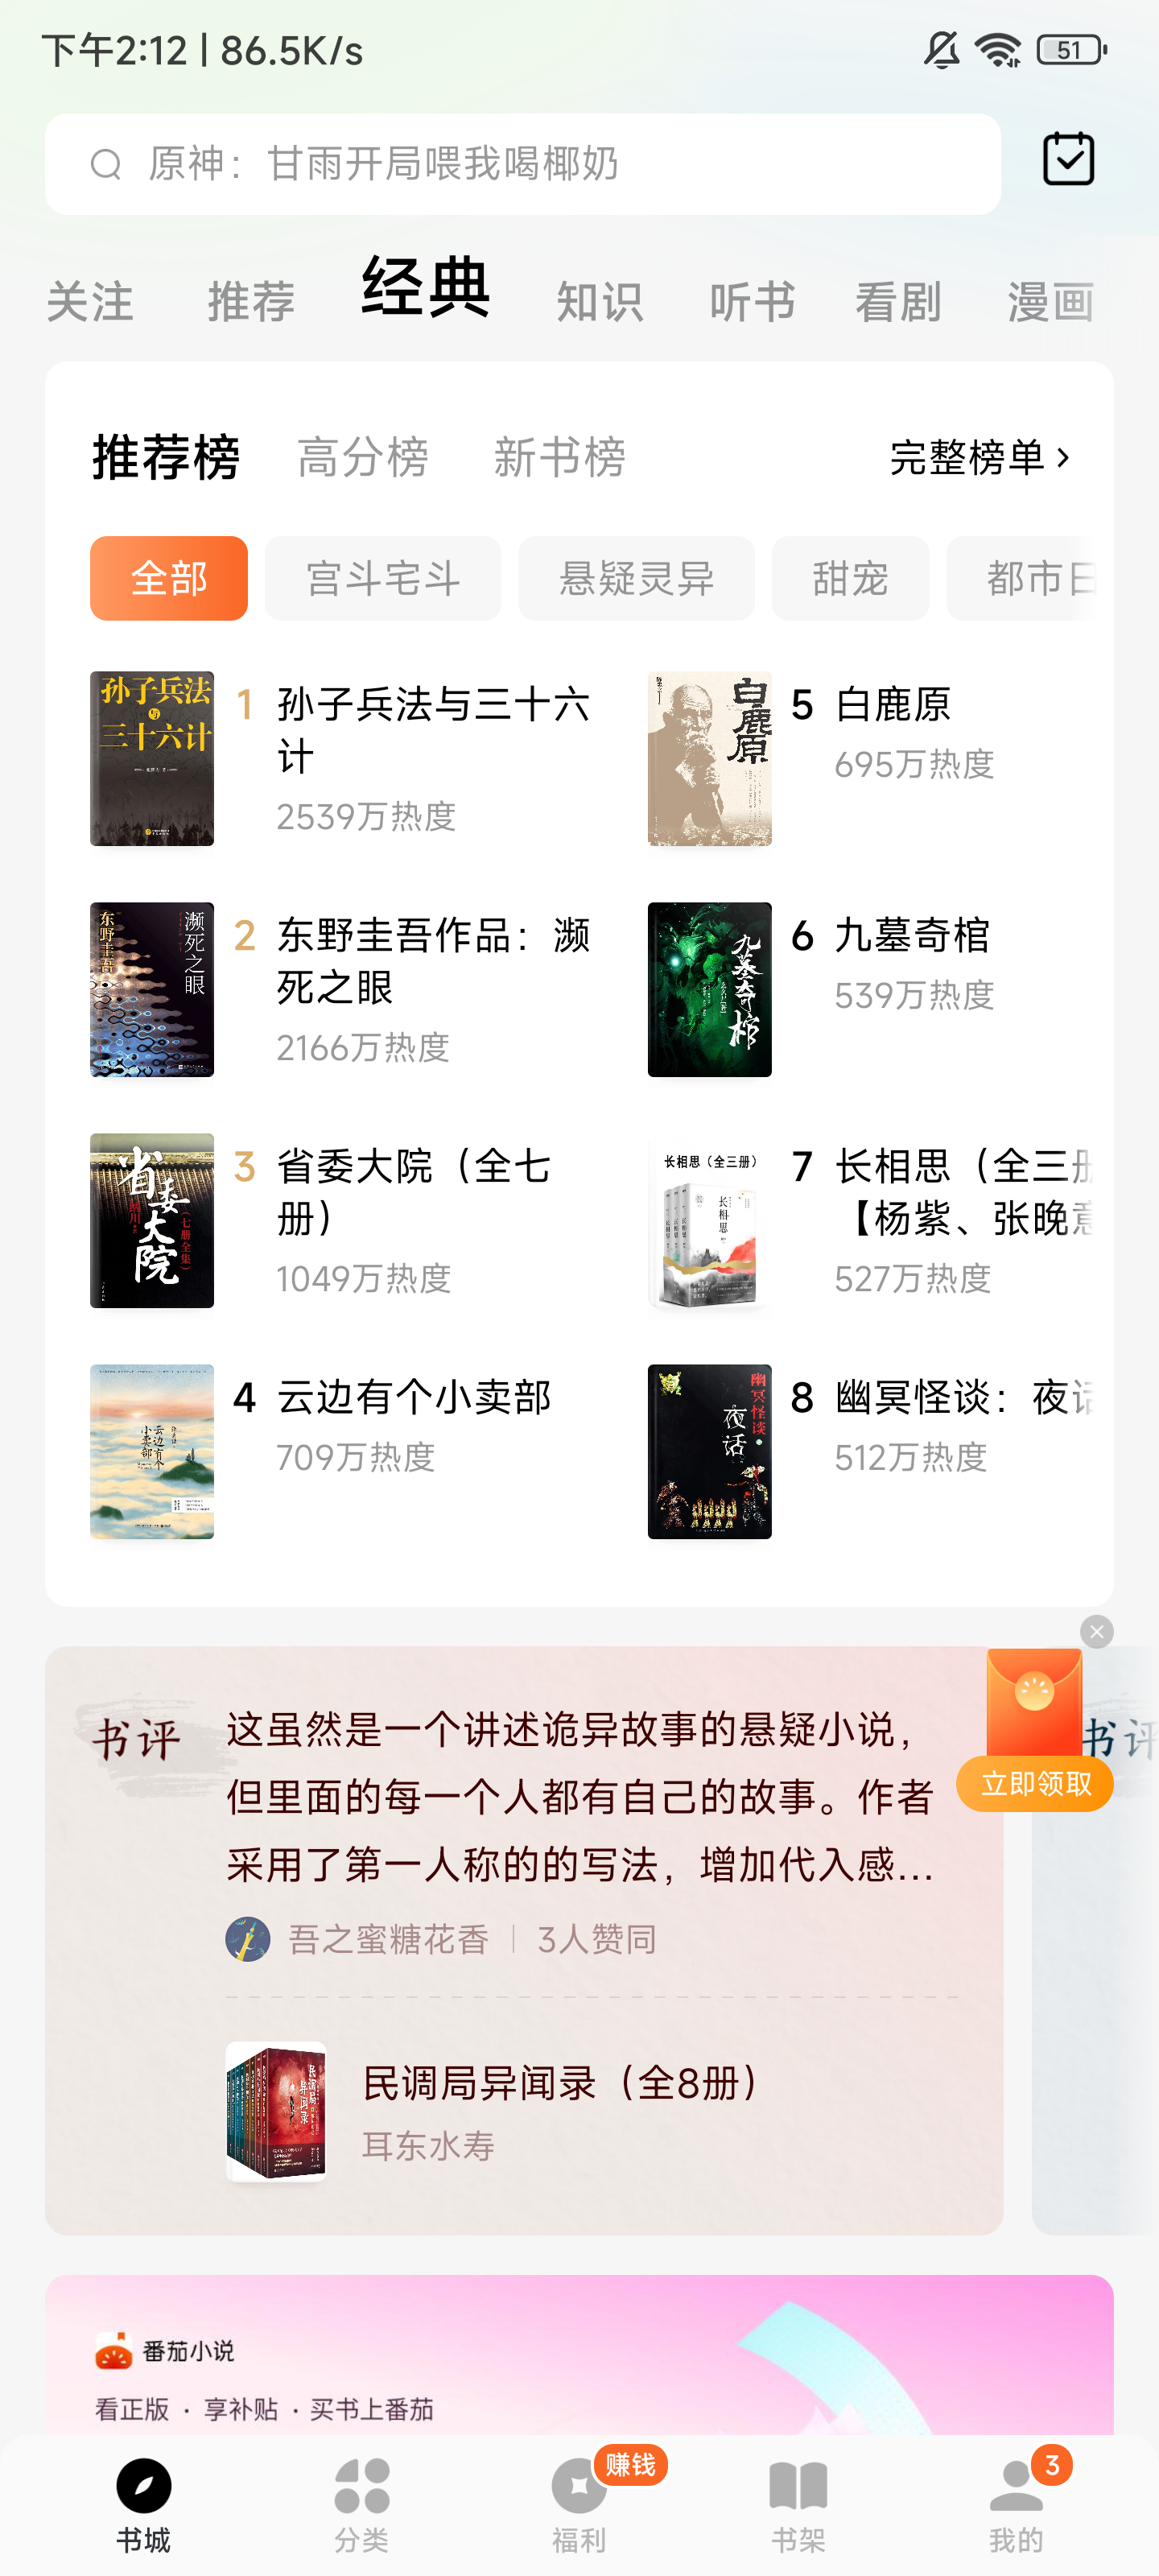 下午2:12 | 86.5K/s
51
原神：甘雨开局喂我喝椰奶
关注 推荐 经典 知识 听书 看剧 漫画
推荐榜 高分榜 新书榜 完整榜单
全部 宫斗宅斗 悬疑灵异 甜宠 都市日
孙子兵法
与
三十六计
1 孙子兵法与三十六
计
2539万热度
东野圭吾
濒死之眼
2 东野圭吾作品：濒
死之眼
2166万热度
省委大院
（七册全集）
3 省委大院（全七
册）
1049万热度
云边有个
小卖部
4 云边有个小卖部
709万热度
白鹿原
5 白鹿原
695万热度
九墓奇棺
6 九墓奇棺
539万热度
长相思（全三册）
长相思
7 长相思（全三册
【杨紫、张晚意
527万热度
幽冥怪谈
夜话
8 幽冥怪谈：夜话
512万热度
书评
这虽然是一个讲述诡异故事的悬疑小说，
但里面的每一个人都有自己的故事。作者
采用了第一人称的的写法，增加代入感...
吾之蜜糖花香 | 3人赞同
民调局
异闻录
民调局异闻录（全8册）
耳东水寿
立即领取
书评
番茄小说
看正版 · 享补贴 · 买书上番茄
书城
分类
赚钱
福利
书架
3
我的